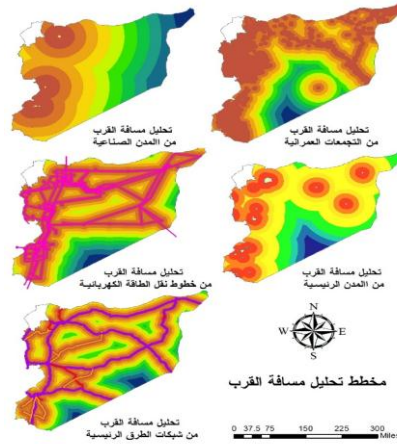 تحليل مسافة القرب
من المدن الصناعية
تحليل مسافة القرب
من التجمعات العمرانية
تحليل مسافة القرب
من خطوط نقل الطاقة الكهربائية
تحليل مسافة القرب
من المدن الرئيسية
تحليل مسافة القرب
من شبكات الطرق الرئيسية
N
W E
S
مخطط تحليل مسافة القرب
0 37.5 75 150 225 300
Miles